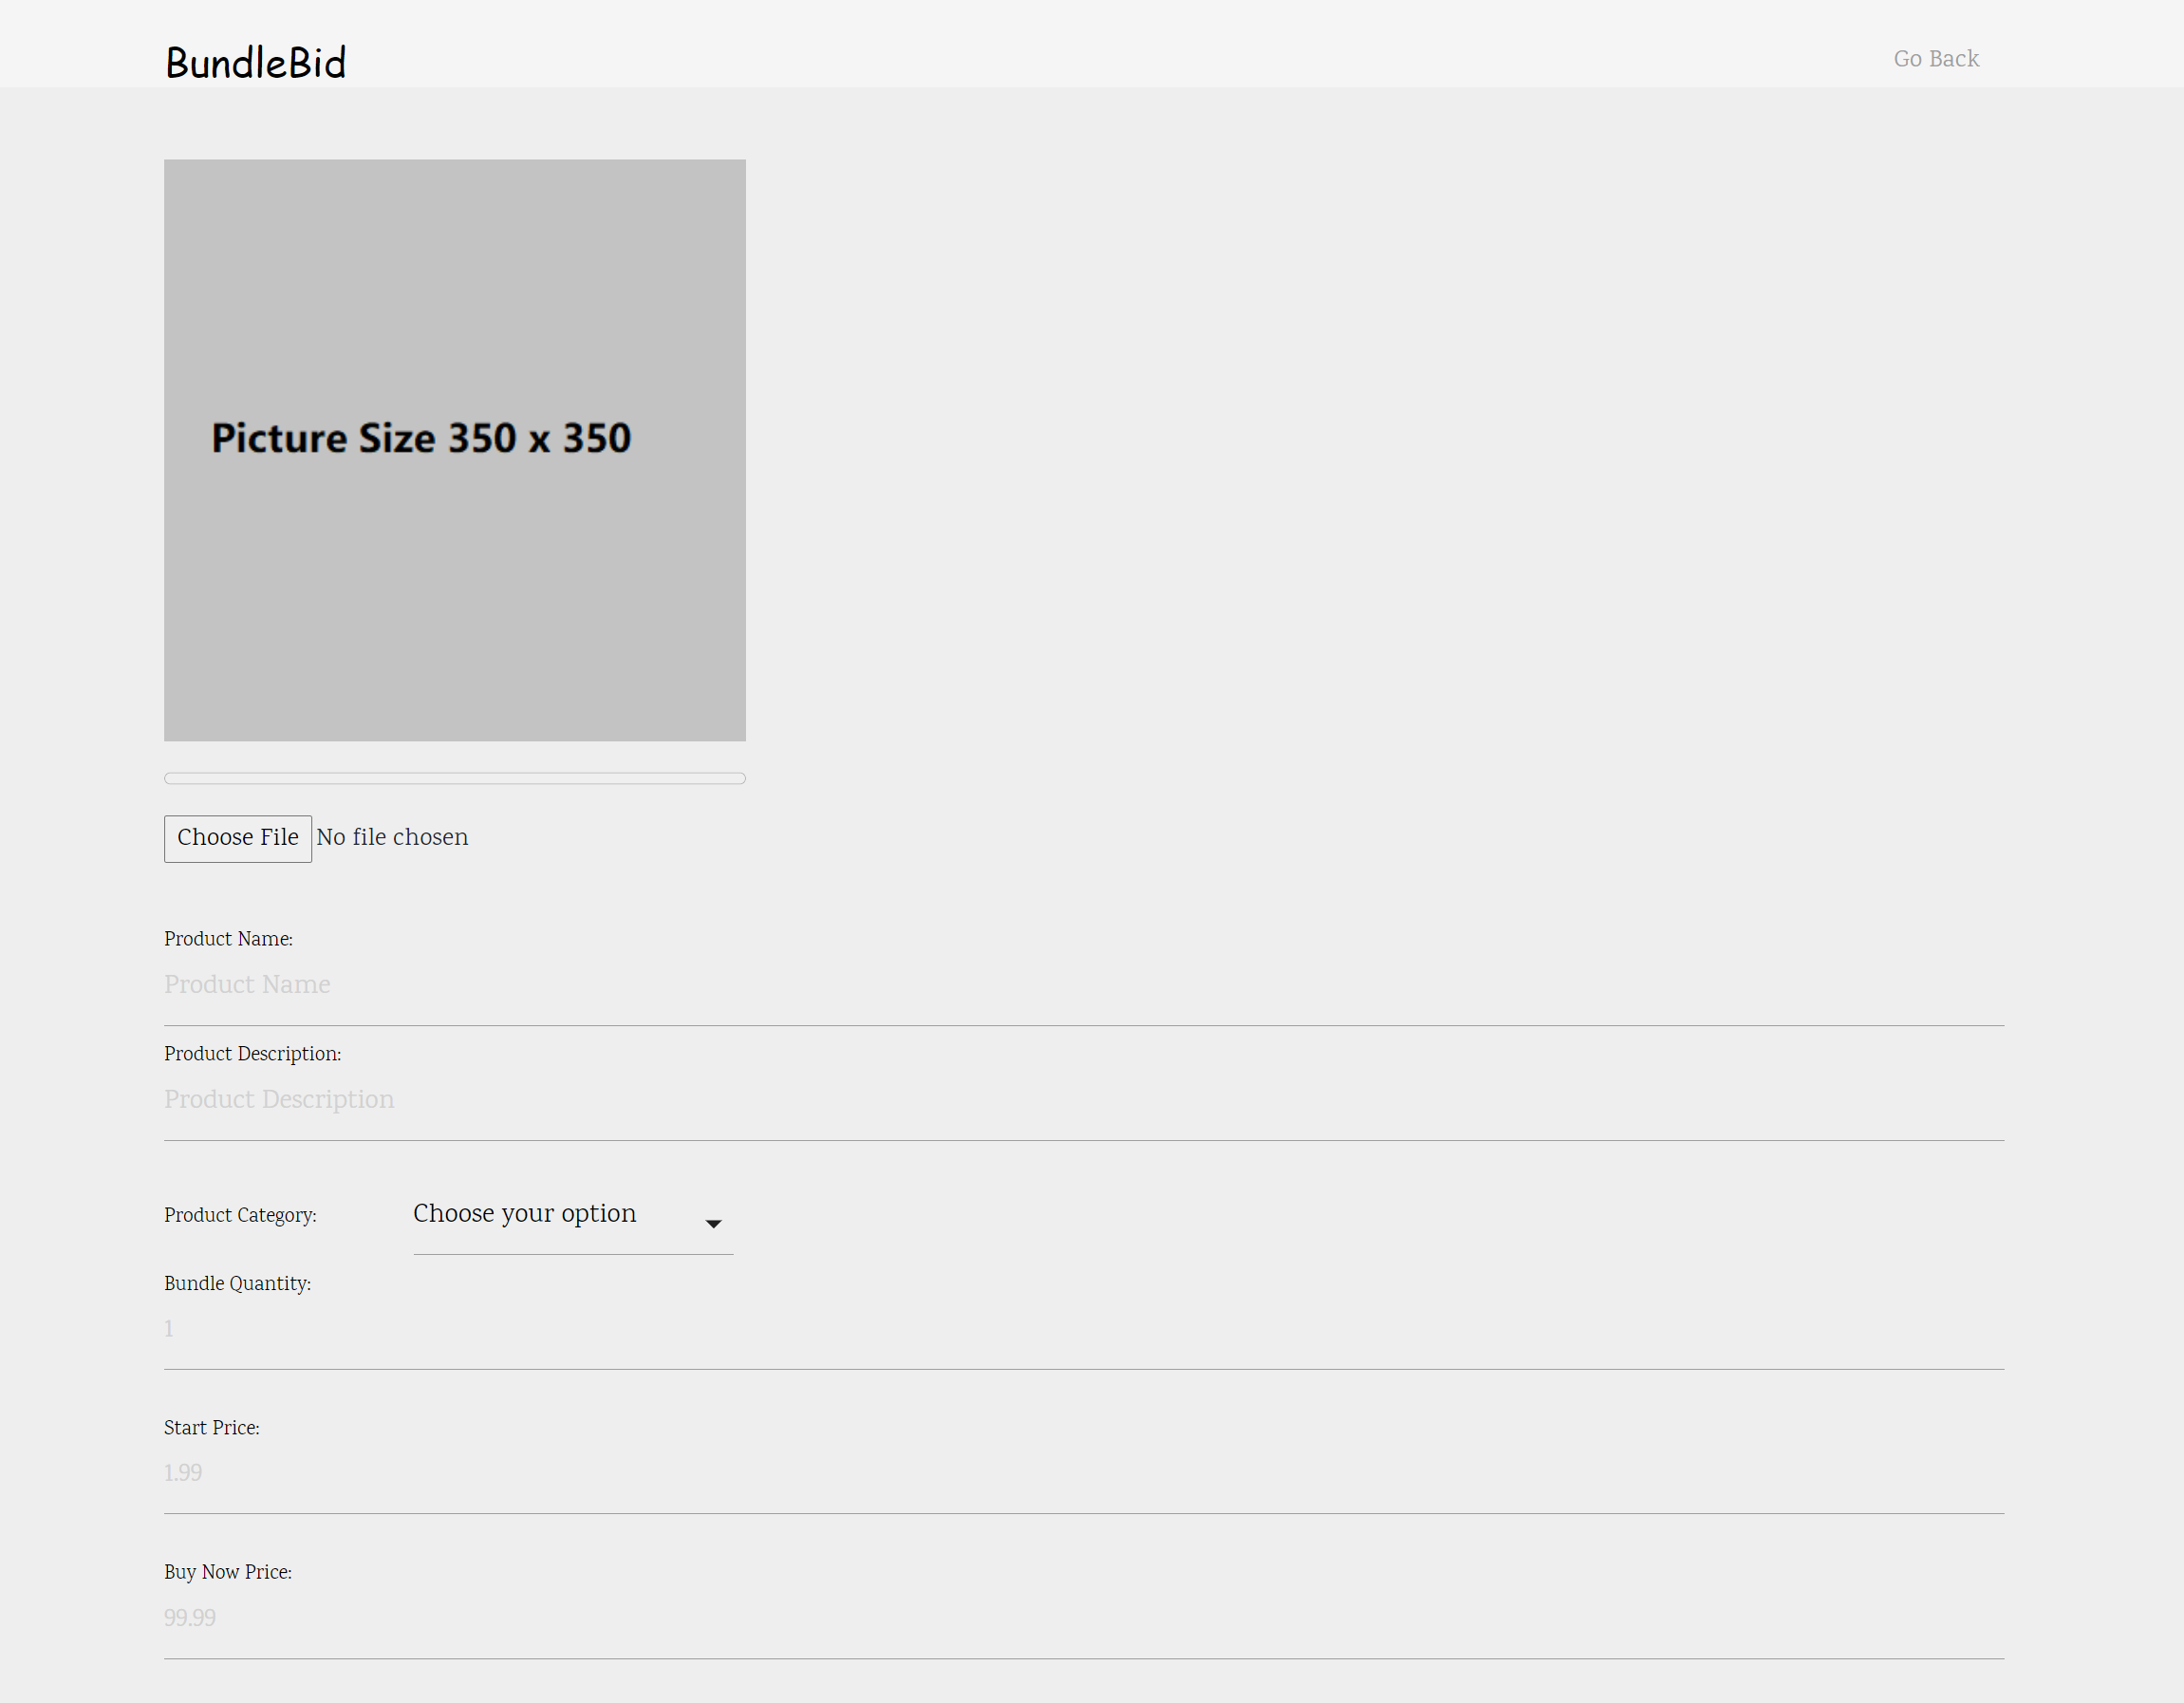 BundleBid
Go Back
Picture Size 350 x 350
Choose File No file chosen
Product Name:
Product Name
Product Description:
Product Description
Product Category: Choose your option
Bundle Quantity:
1
Start Price:
1.99
Buy Now Price:
99.99